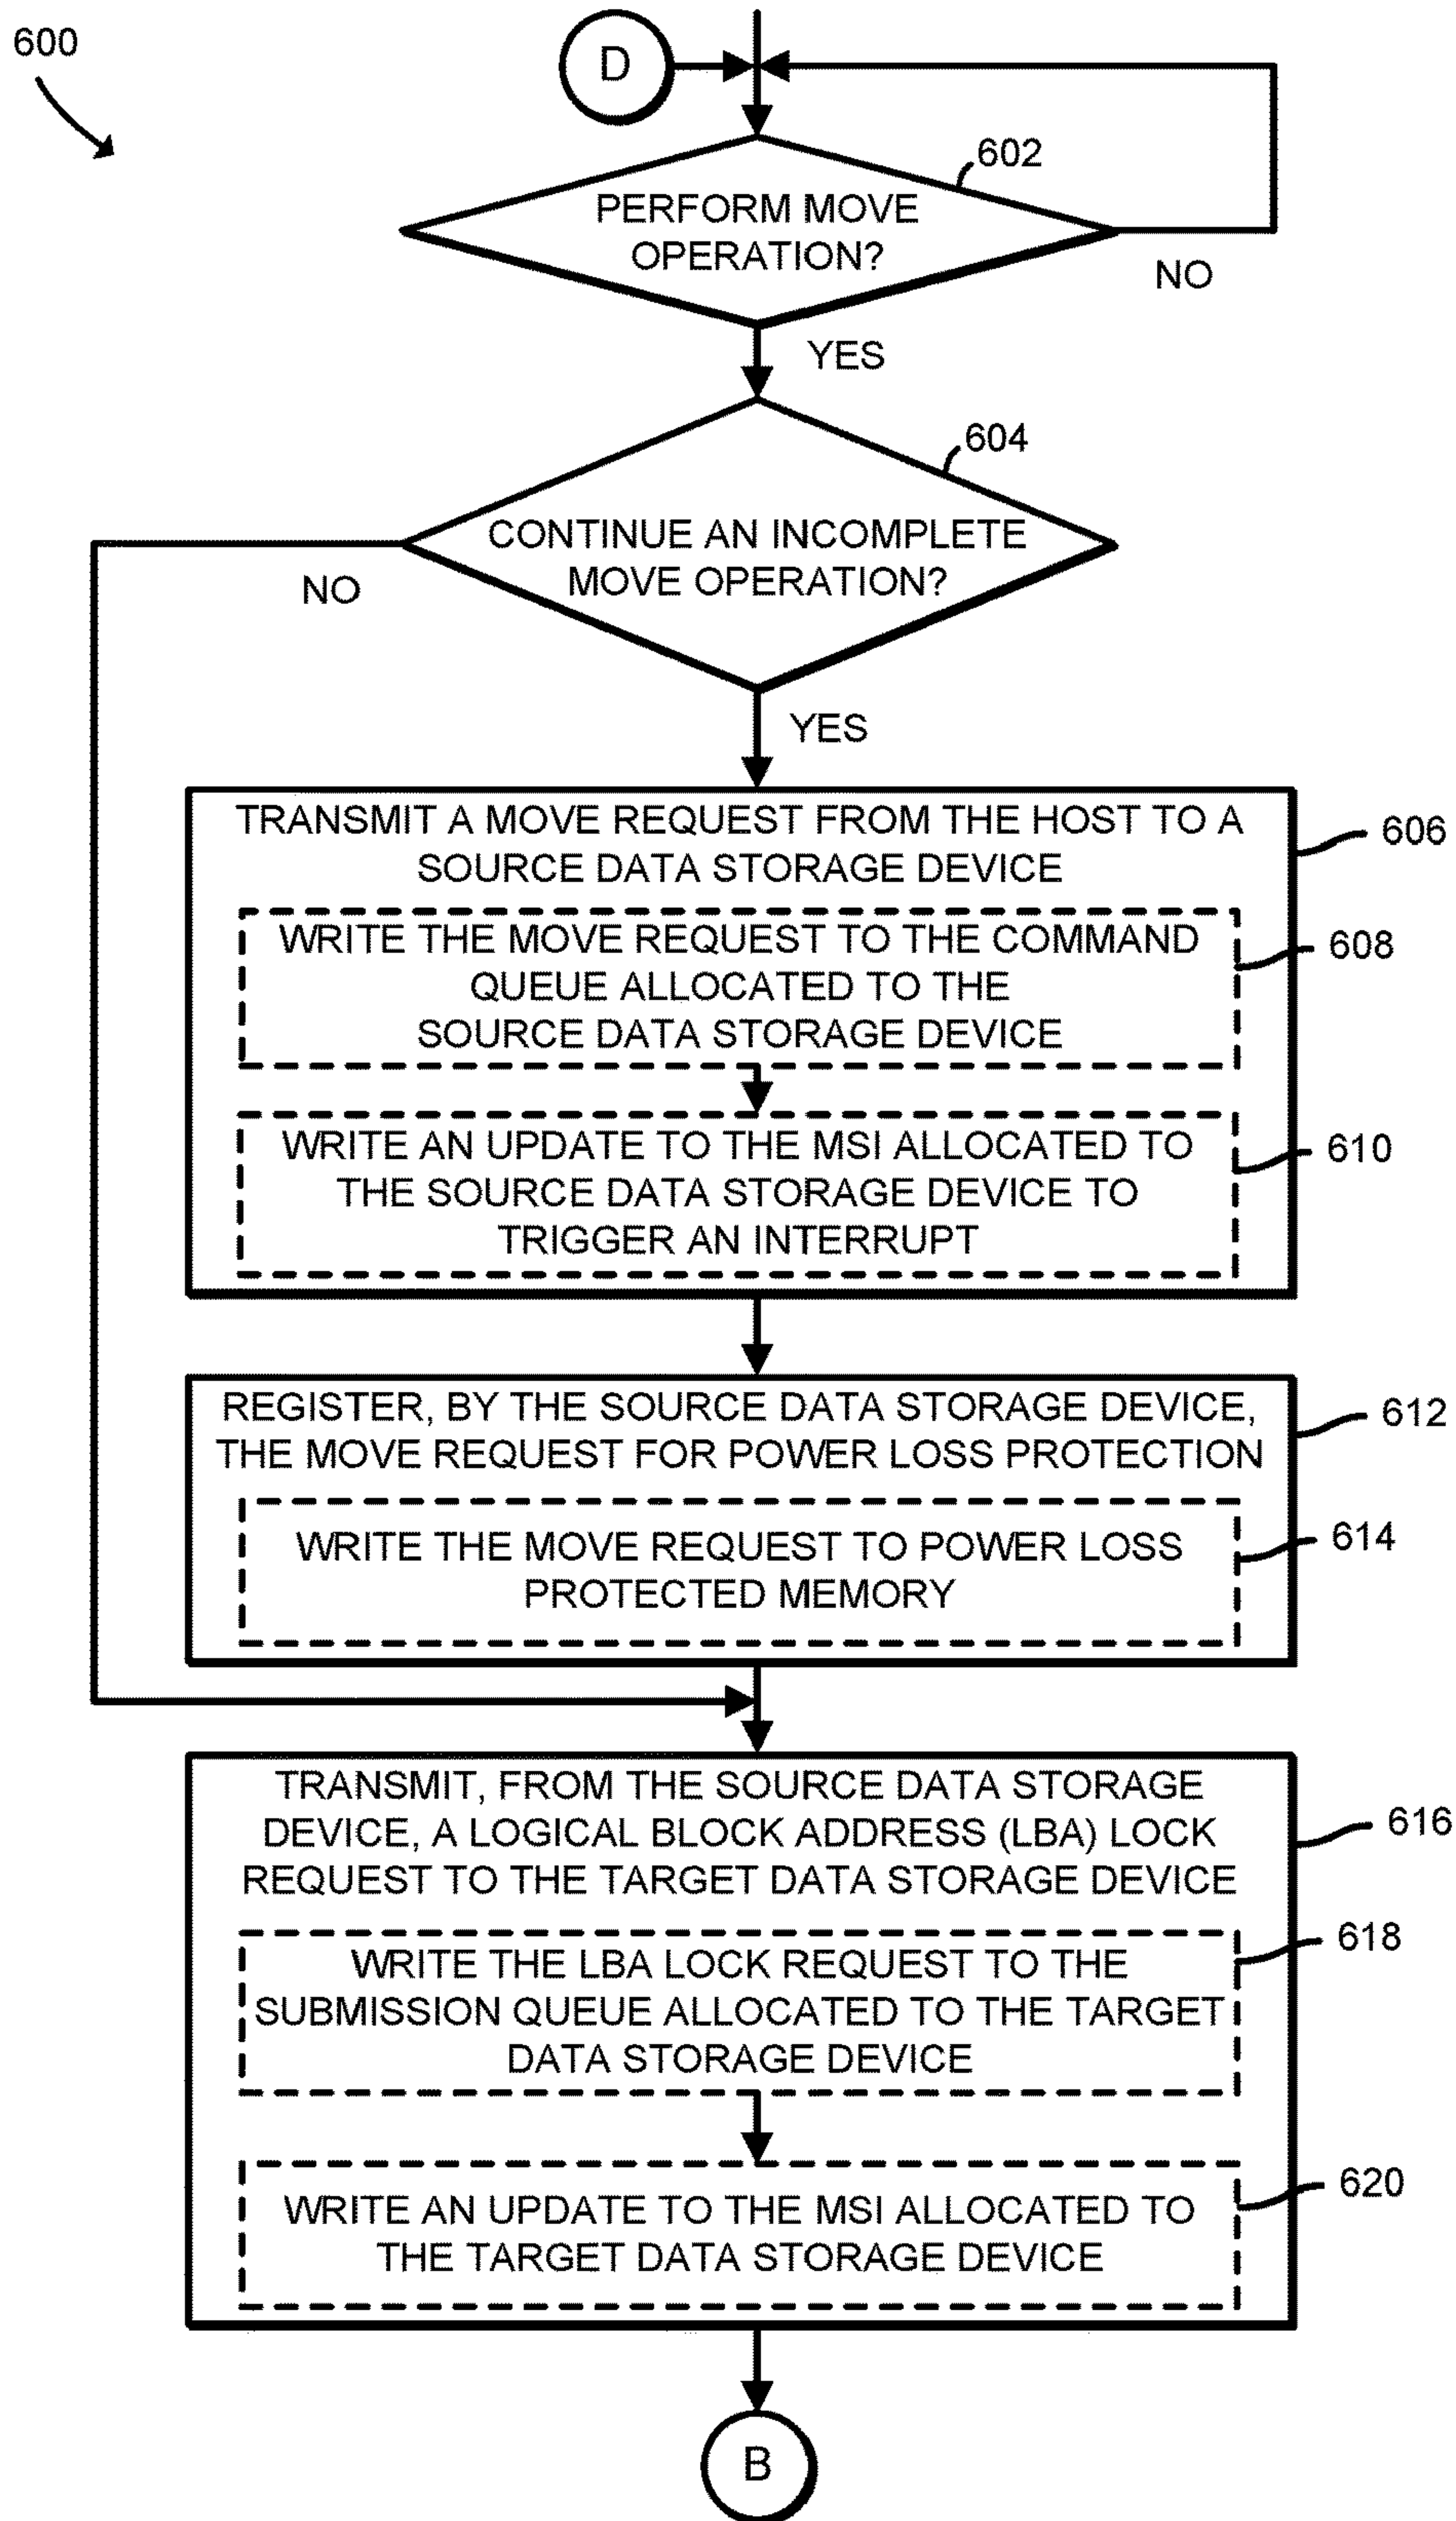 600
D
602
PERFORM MOVE
OPERATION?
NO
YES
604
CONTINUE AN INCOMPLETE
MOVE OPERATION?
NO
YES
TRANSMIT A MOVE REQUEST FROM THE HOST TO A
SOURCE DATA STORAGE DEVICE
606
WRITE THE MOVE REQUEST TO THE COMMAND
QUEUE ALLOCATED TO THE
SOURCE DATA STORAGE DEVICE
608
WRITE AN UPDATE TO THE MSI ALLOCATED TO
THE SOURCE DATA STORAGE DEVICE TO
TRIGGER AN INTERRUPT
610
REGISTER, BY THE SOURCE DATA STORAGE DEVICE,
THE MOVE REQUEST FOR POWER LOSS PROTECTION
612
WRITE THE MOVE REQUEST TO POWER LOSS
PROTECTED MEMORY
614
TRANSMIT, FROM THE SOURCE DATA STORAGE
DEVICE, A LOGICAL BLOCK ADDRESS (LBA) LOCK
REQUEST TO THE TARGET DATA STORAGE DEVICE
616
WRITE THE LBA LOCK REQUEST TO THE
SUBMISSION QUEUE ALLOCATED TO THE TARGET
DATA STORAGE DEVICE
618
WRITE AN UPDATE TO THE MSI ALLOCATED TO
THE TARGET DATA STORAGE DEVICE
620
B